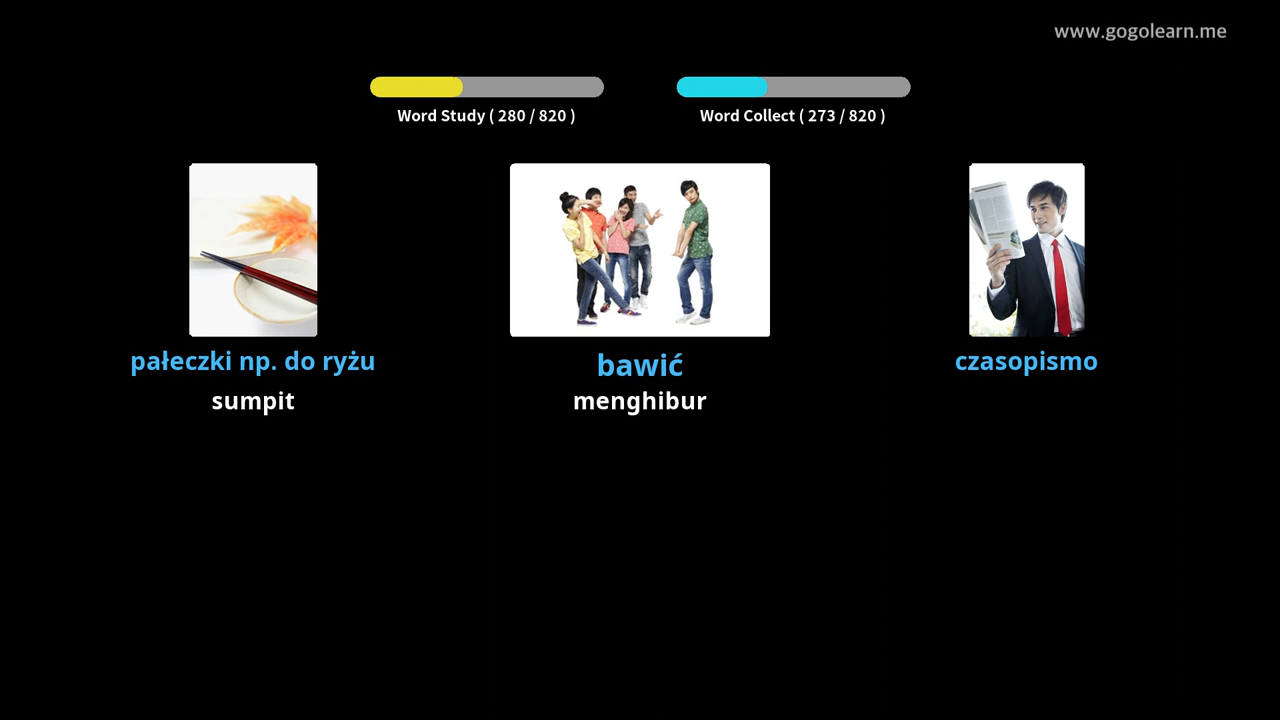 www.gogolearn.me
Word Study ( 280 / 820 )
Word Collect ( 273 / 820 )
pałeczki np. do ryżu
sumpit
bawić
menghibur
czasopismo